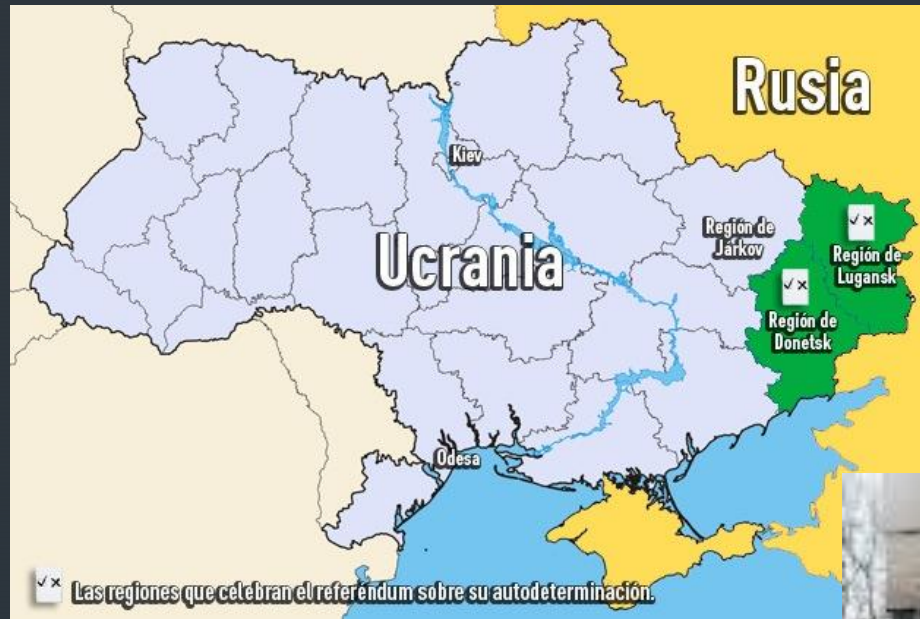 Rusia
Kiev
Región de
Járkov
Ucrania
Región de
Lugansk
Región de
Donetsk
Odesa
Las regiones que celebran el referéndum sobre su autodeterminación.